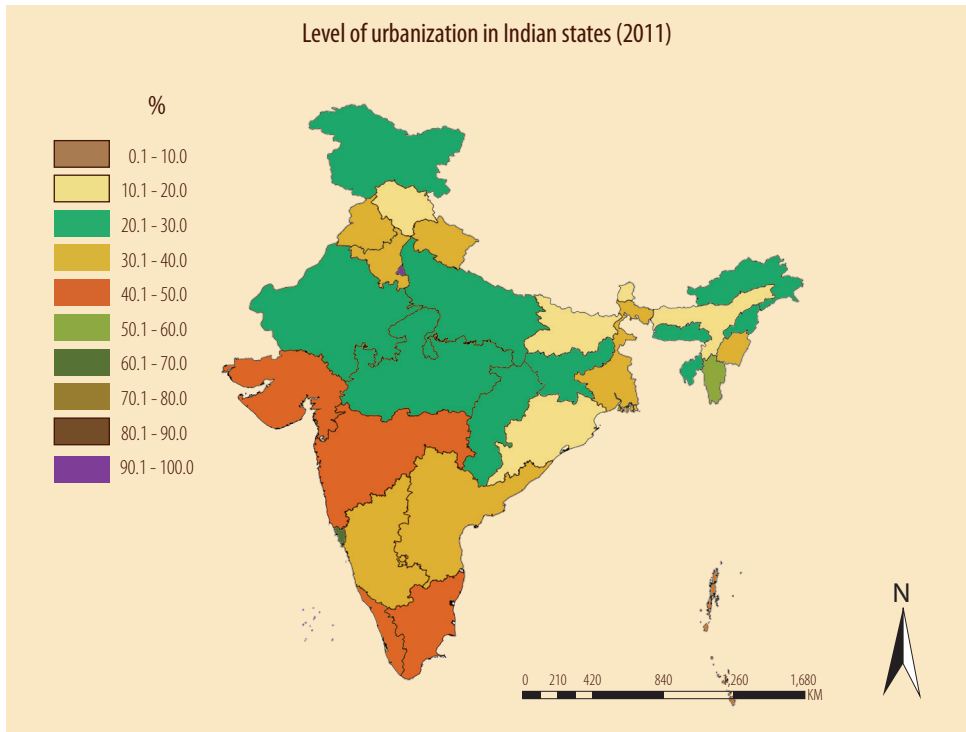 Level of urbanization in Indian states (2011)
%
0.1 - 10.0
10.1 - 20.0
20.1 - 30.0
30.1 - 40.0
40.1 - 50.0
50.1 - 60.0
60.1 - 70.0
70.1 - 80.0
80.1 - 90.0
90.1 - 100.0
N
0 210 420 840 1,260 1,680
KM